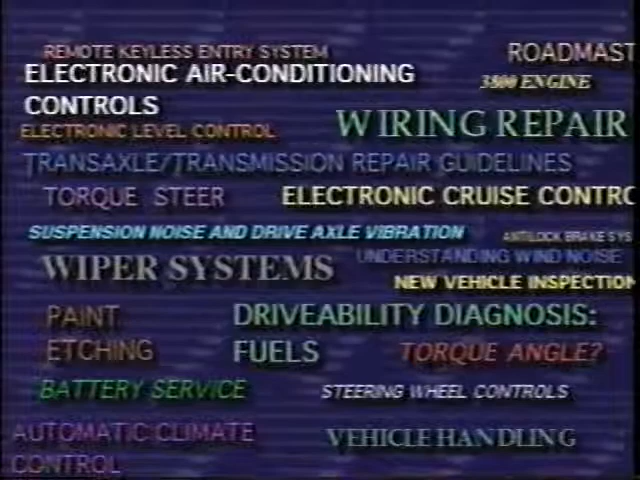 REMOTE KEYLESS ENTRY SYSTEM
ROADMAST
ELECTRONIC AIR-CONDITIONING
CONTROLS
3800 ENGINE
ELECTRONIC LEVEL CONTROL
WIRING REPAIR
TRANSAXLE/TRANSMISSION REPAIR GUIDELINES
TORQUE STEER
ELECTRONIC CRUISE CONTRO
SUSPENSION NOISE AND DRIVE AXLE VIBRATION
ANTILOCK BRAKE SYS
WIPER SYSTEMS
UNDERSTANDING WIND NOISE
NEW VEHICLE INSPECTION
PAINT
ETCHING
DRIVEABILITY DIAGNOSIS:
FUELS
TORQUE ANGLE?
BATTERY SERVICE
STEERING WHEEL CONTROLS
AUTOMATIC CLIMATE
CONTROL
VEHICLE HANDLING